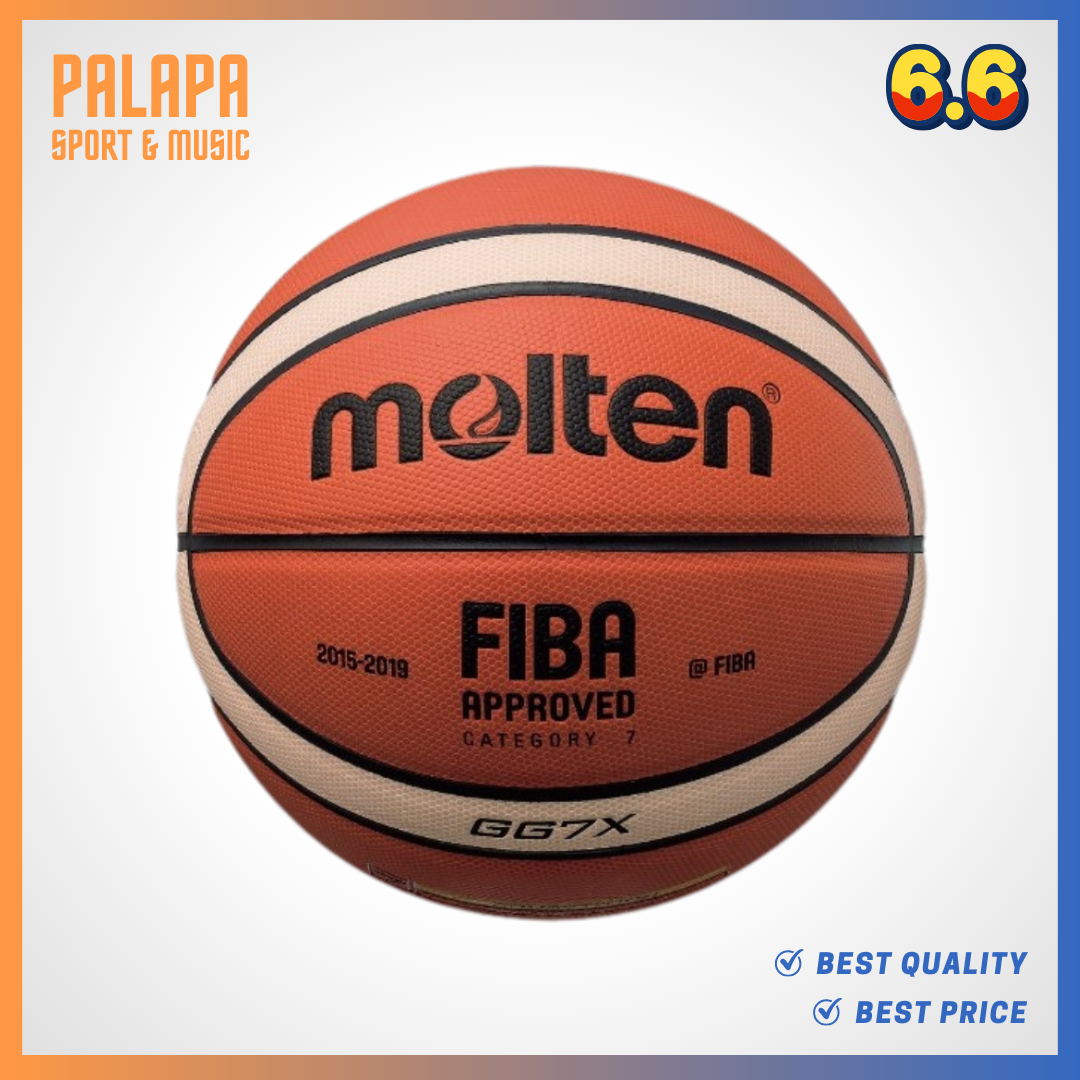 PALAPA
SPORT & MUSIC
6.6
molten®
FIBA
2015-2019
@ FIBA
APPROVED
CATEGORY 7
GG7X
BEST QUALITY
BEST PRICE